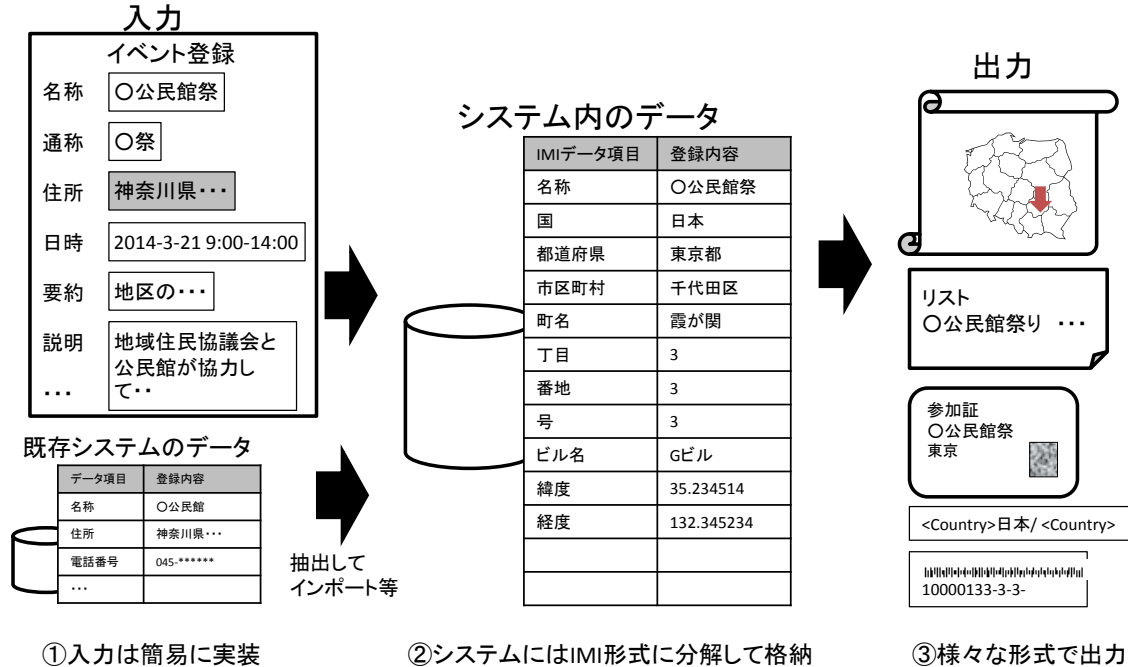 入力
イベント登録
名称 〇公民館祭
通称 〇祭
住所 神奈川県・・・
日時 2014-3-21 9:00-14:00
要約 地区の・・・
説明 地域住民協議会と
公民館が協力し
て・・
・・・
既存システムのデータ
データ項目 登録内容
名称 〇公民館
住所 神奈川県・・・
電話番号 045-******
・・・
抽出して
インポート等
①入力は簡易に実装
システム内のデータ
IMIデータ項目 登録内容
名称 〇公民館祭
国 日本
都道府県 東京都
市区町村 千代田区
町名 霞が関
丁目 3
番地 3
号 3
ビル名 Gビル
緯度 35.234514
経度 132.345234
②システムにはIMI形式に分解して格納
出力
リスト
〇公民館祭り ・・・
参加証
〇公民館祭
東京
<Country>日本/ <Country>
10000133-3-3-
③様々な形式で出力